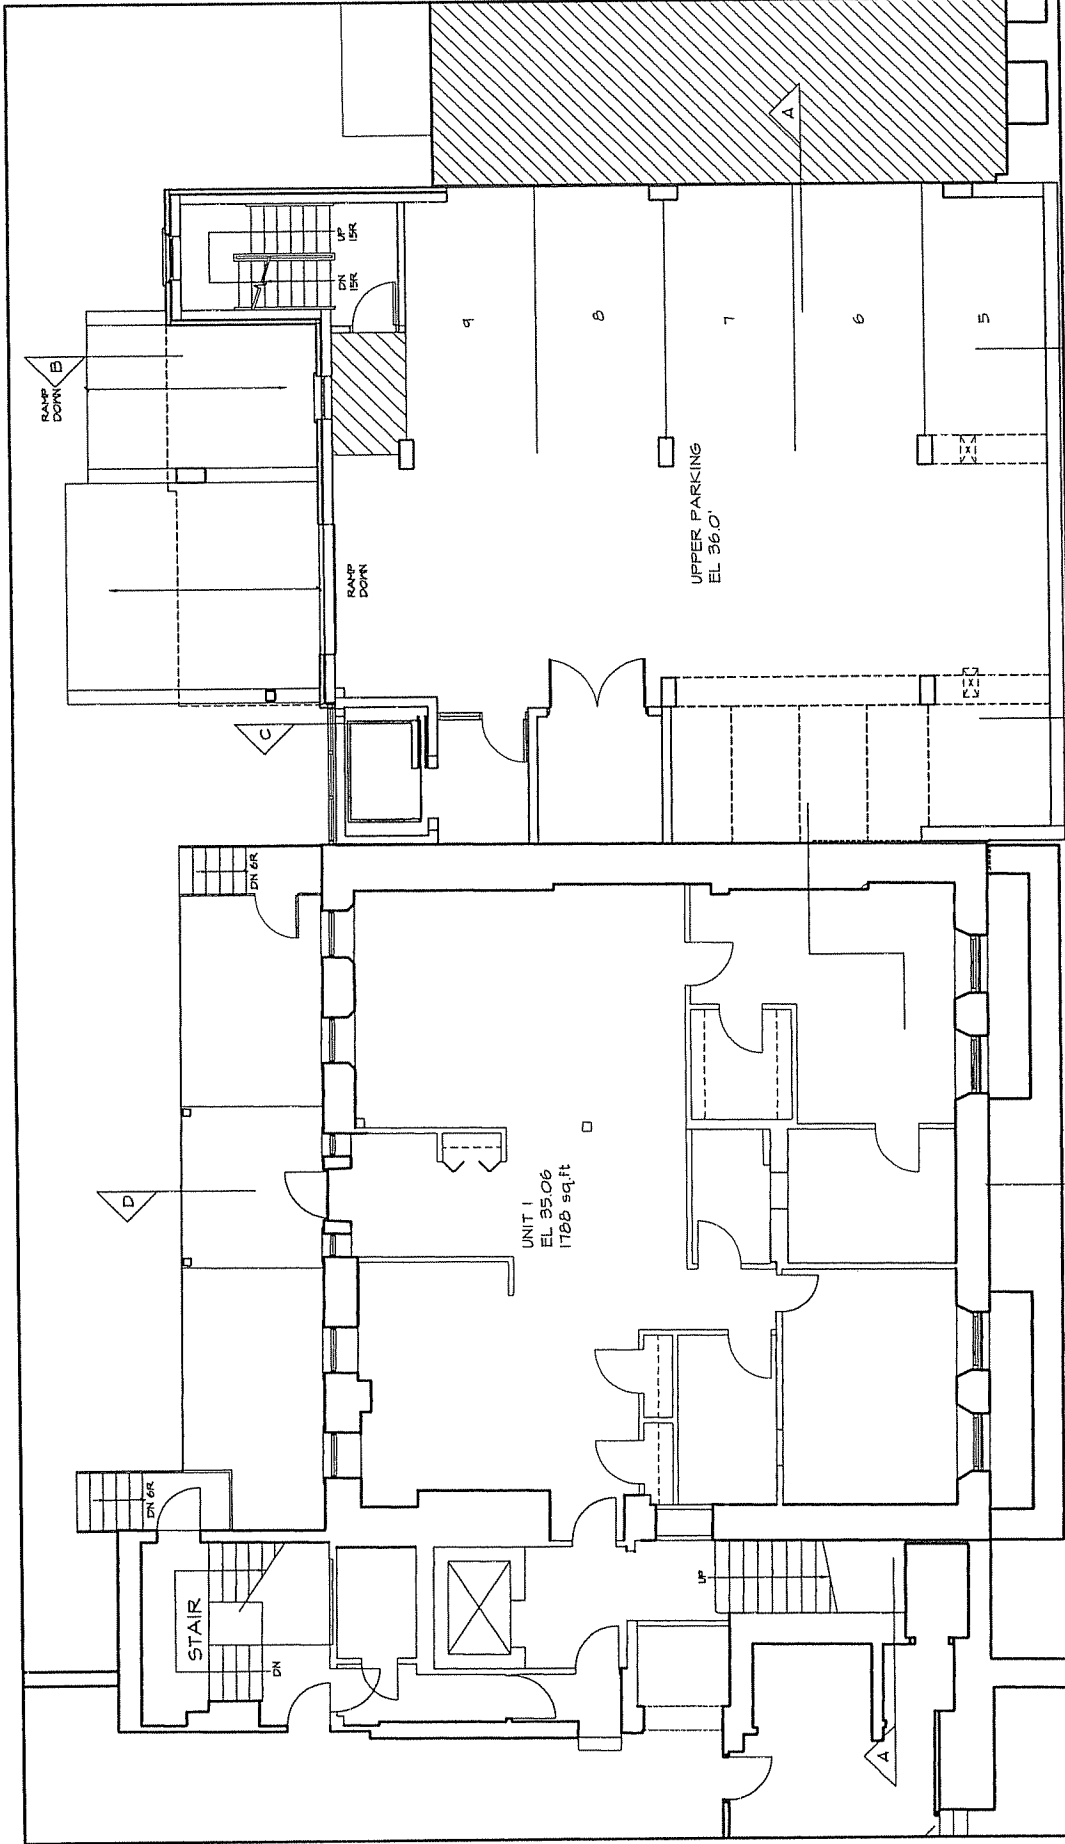 A
UP
15R
DN
15R
B
RAMP
DOWN
9
8
7
6
5
UPPER PARKING
EL 36.0'
RAMP
DOWN
C
DN 6R
D
UNIT 1
EL 35.06
1788 sq.ft
DN 6R
STAIR
DN
UP
A